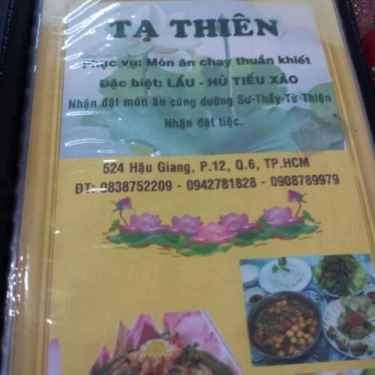 TẠ THIÊN
Phục vụ: Món ăn chay thuần khiết
Đặc biệt: LẨU - HỦ TIẾU XÀO
Nhận đặt món ăn cúng dường Sư-Thầy-Từ Thiện
Nhận đặt tiệc.
524 Hậu Giang, P.12, Q.6, TP.HCM
ĐT: 0838752209 - 0942781828 - 0908789979